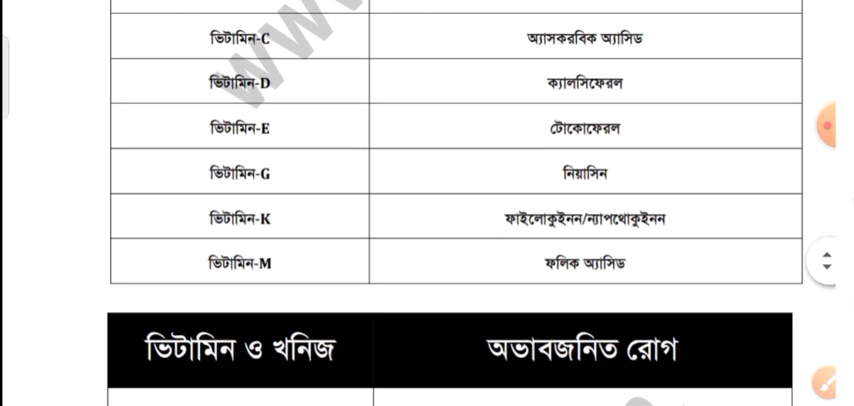 ভিটামিন-C অ্যাসকরবিক অ্যাসিড
ভিটামিন-D ক্যালসিফেরল
ভিটামিন-E টোকোফেরল
ভিটামিন-G নিয়াসিন
ভিটামিন-K ফাইলোকুইনন/ন্যাপথোকুইনন
ভিটামিন-M ফলিক অ্যাসিড
ভিটামিন ও খনিজ অভাবজনিত রোগ